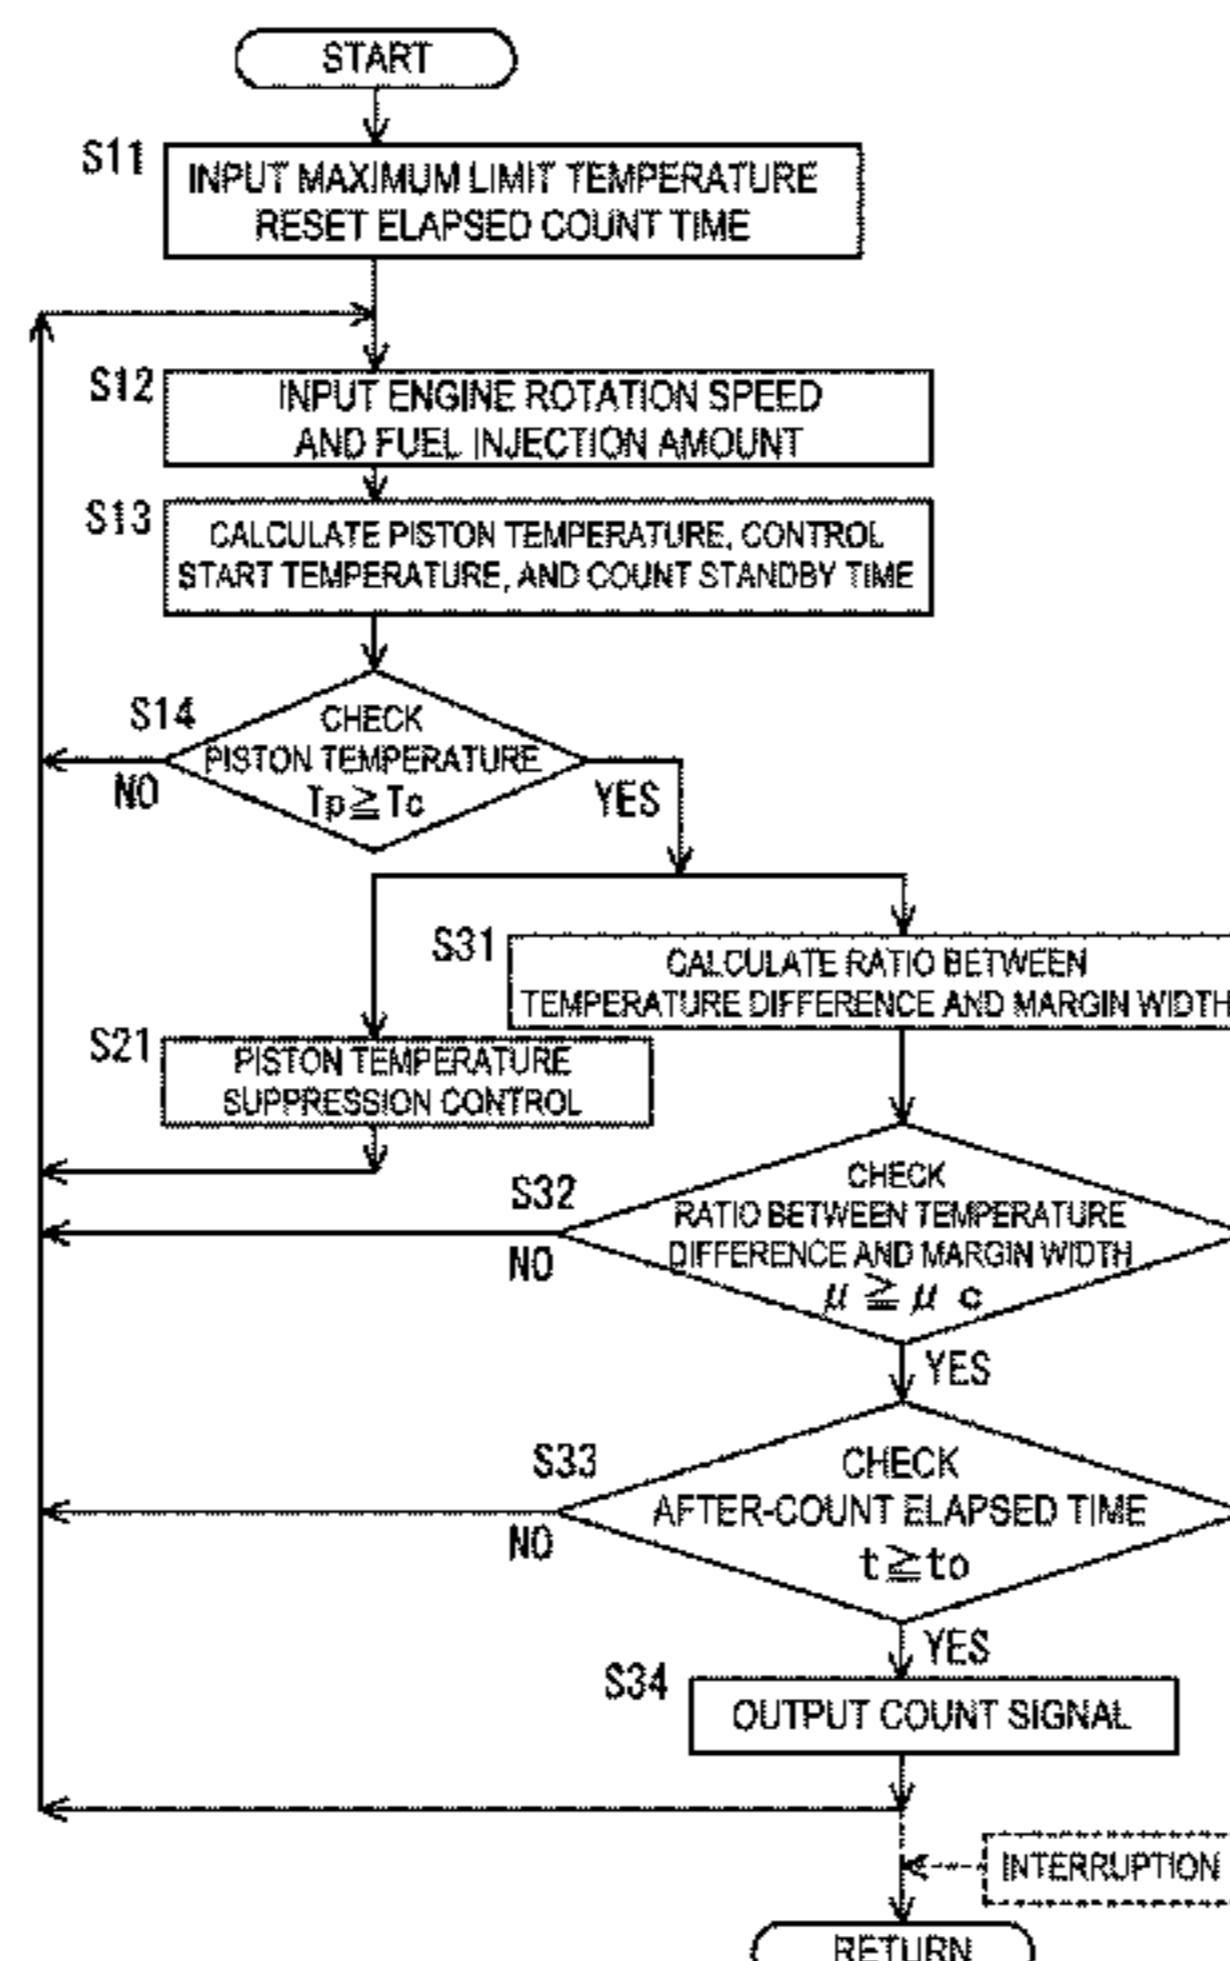 START
S11
INPUT MAXIMUM LIMIT TEMPERATURE
RESET ELAPSED COUNT TIME
S12
INPUT ENGINE ROTATION SPEED
AND FUEL INJECTION AMOUNT
S13
CALCULATE PISTON TEMPERATURE, CONTROL
START TEMPERATURE, AND COUNT STANDBY TIME
S14
CHECK
PISTON TEMPERATURE
Tp≧Tc
NO
YES
S31
CALCULATE RATIO BETWEEN
TEMPERATURE DIFFERENCE AND MARGIN WIDTH
S21
PISTON TEMPERATURE
SUPPRESSION CONTROL
S32
CHECK
RATIO BETWEEN TEMPERATURE
DIFFERENCE AND MARGIN WIDTH
μ ≧ μ c
NO
YES
S33
CHECK
AFTER-COUNT ELAPSED TIME
t≧to
NO
YES
S34
OUTPUT COUNT SIGNAL
INTERRUPTION
RETURN